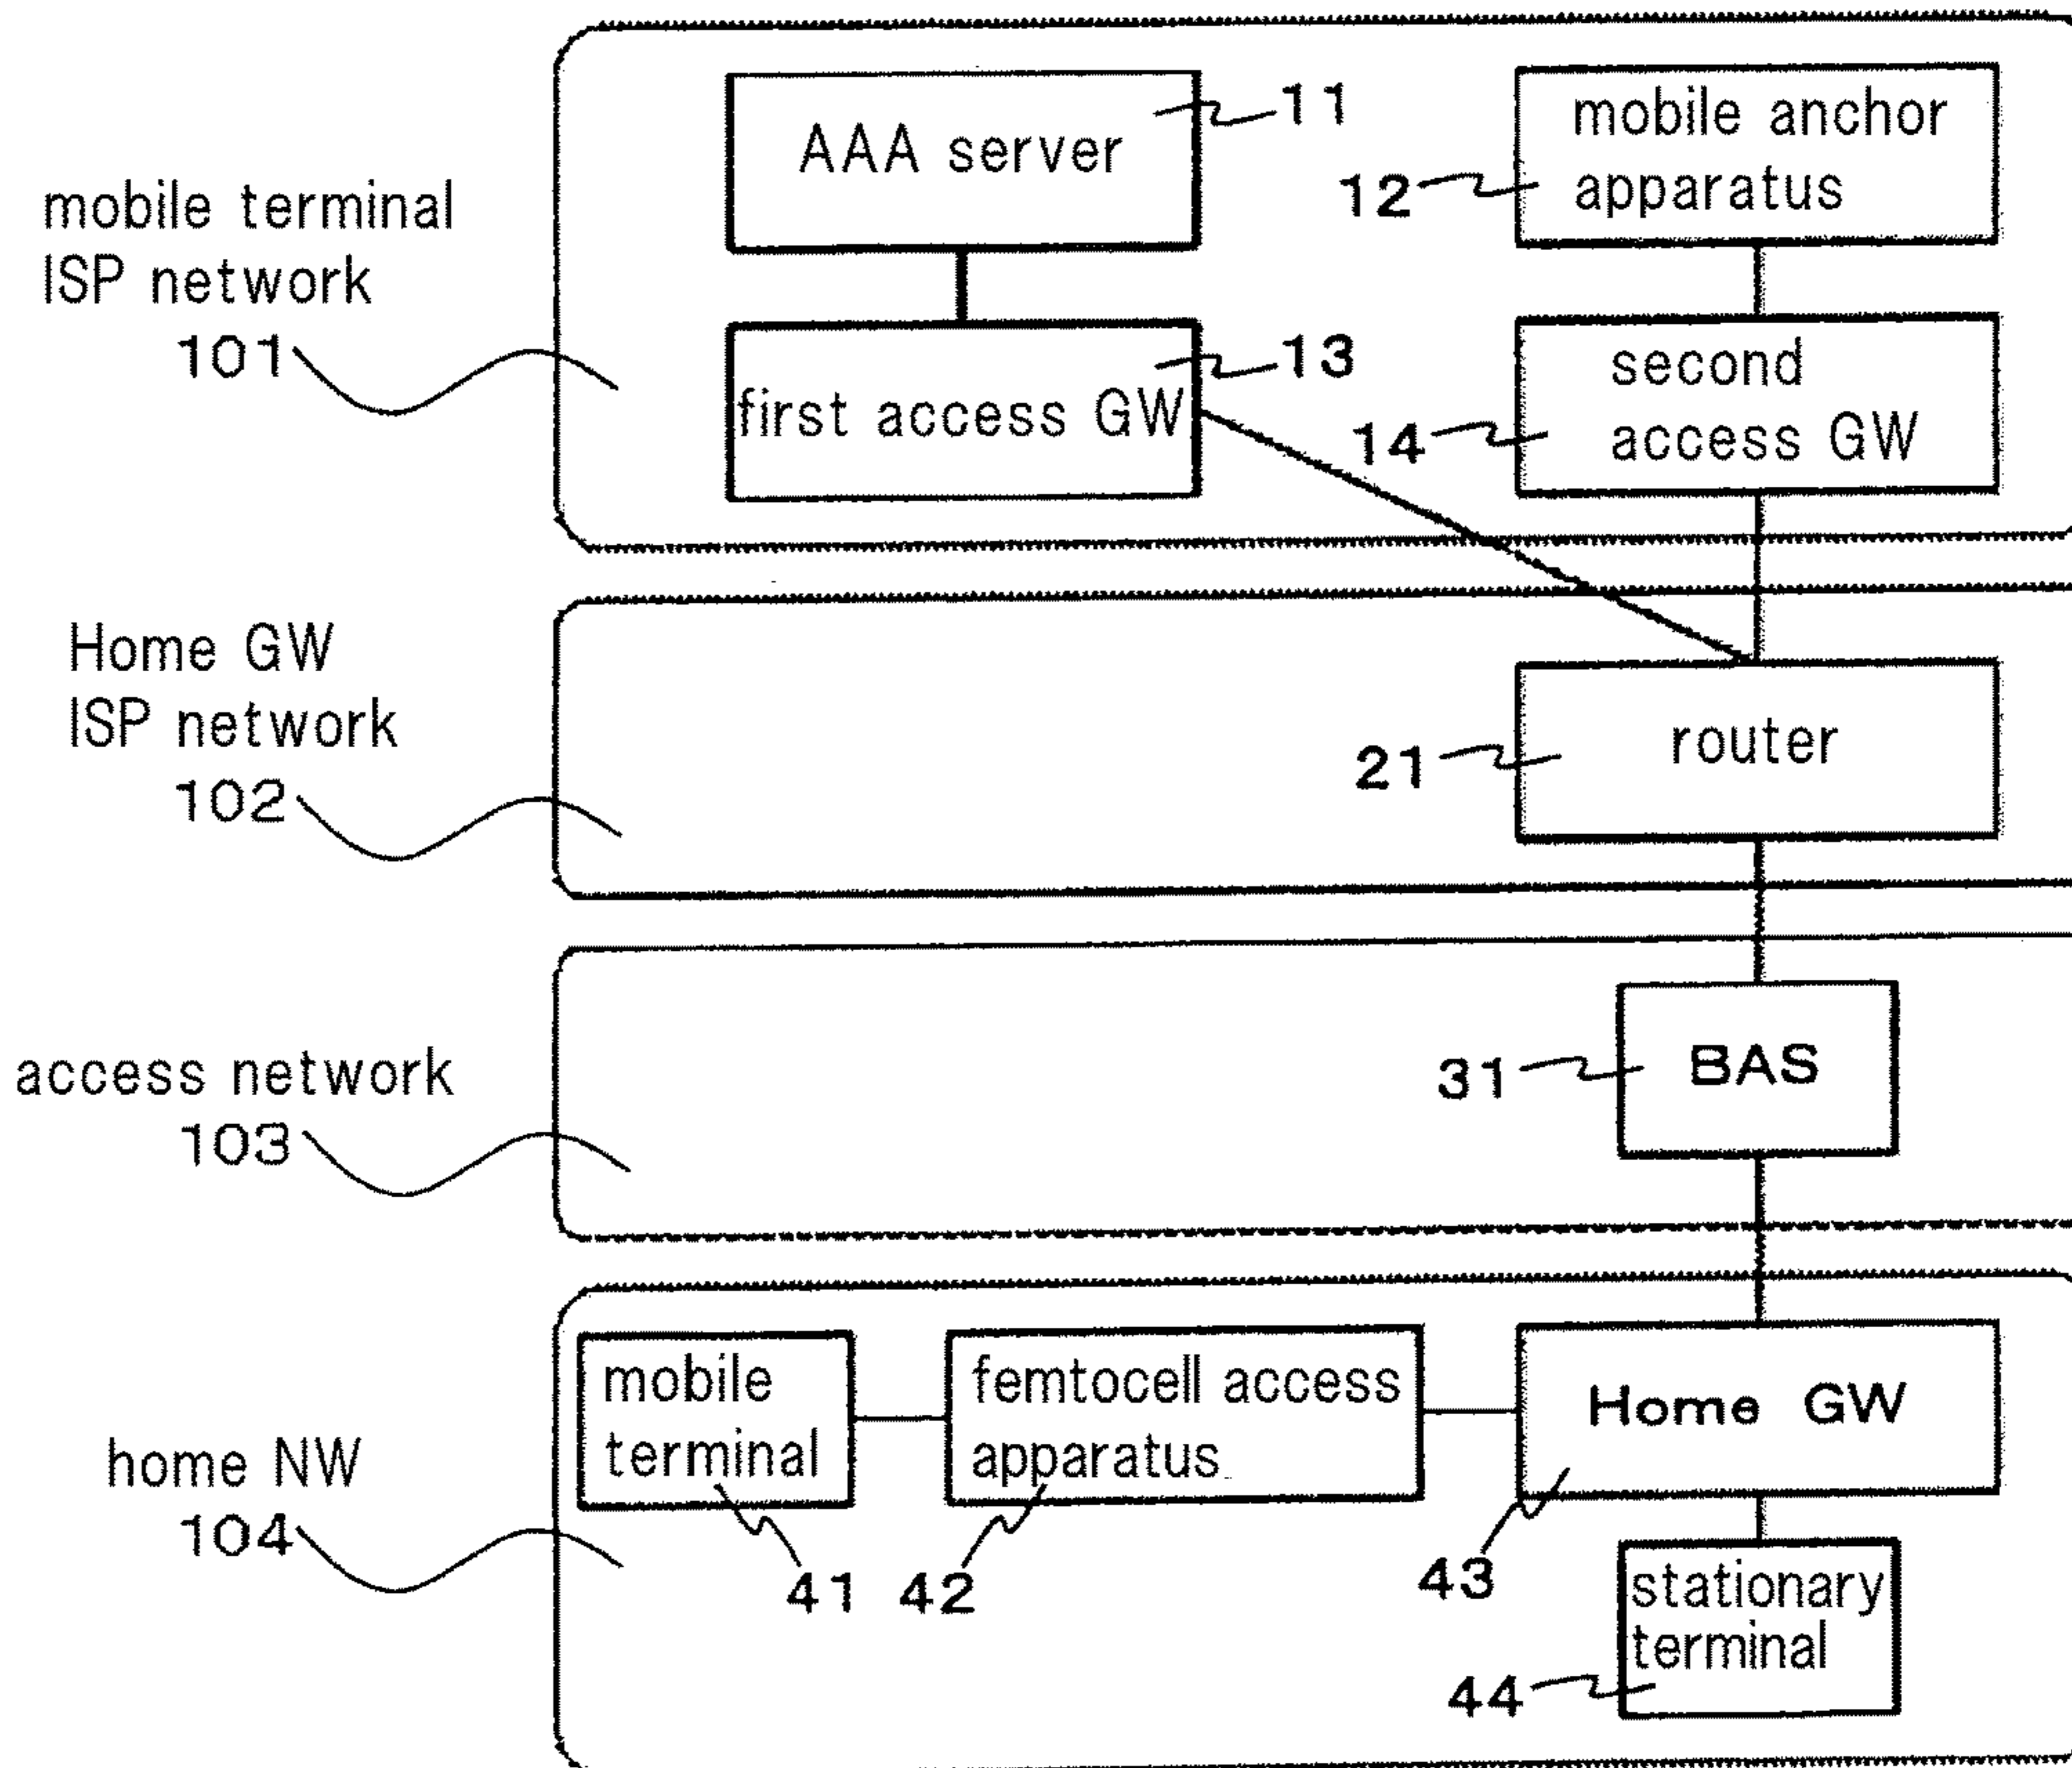 AAA server
11
mobile anchor
apparatus
12
mobile terminal
ISP network
101
first access GW
13
second
access GW
14
Home GW
ISP network
102
router
21
access network
103
BAS
31
mobile
terminal
41
femtocell access
apparatus
42
Home GW
43
home NW
104
stationary
terminal
44